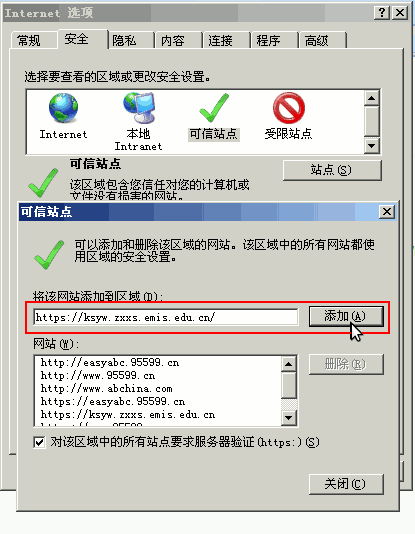 Internet 选项
常规 安全 隐私 内容 连接 程序 高级
选择要查看的区域或更改安全设置。
Internet
本地
Intranet
可信站点
受限站点
可信站点
站点(S)
该区域包含您信任对您的计算机或
文件没有损害的网站。
可信站点
可以添加和删除该区域的网站。该区域中的所有网站都使
用区域的安全设置。
将该网站添加到区域(D):
https://ksyw.zxxs.emis.edu.cn/
添加(A)
网站(W):
http://easyabc.95599.cn
http://www.95599.cn
http://www.abchina.com
https://easyabc.95599.cn
https://ksyw.zxxs.emis.edu.cn
删除(R)
对该区域中的所有站点要求服务器验证(https:)(S)
关闭(C)